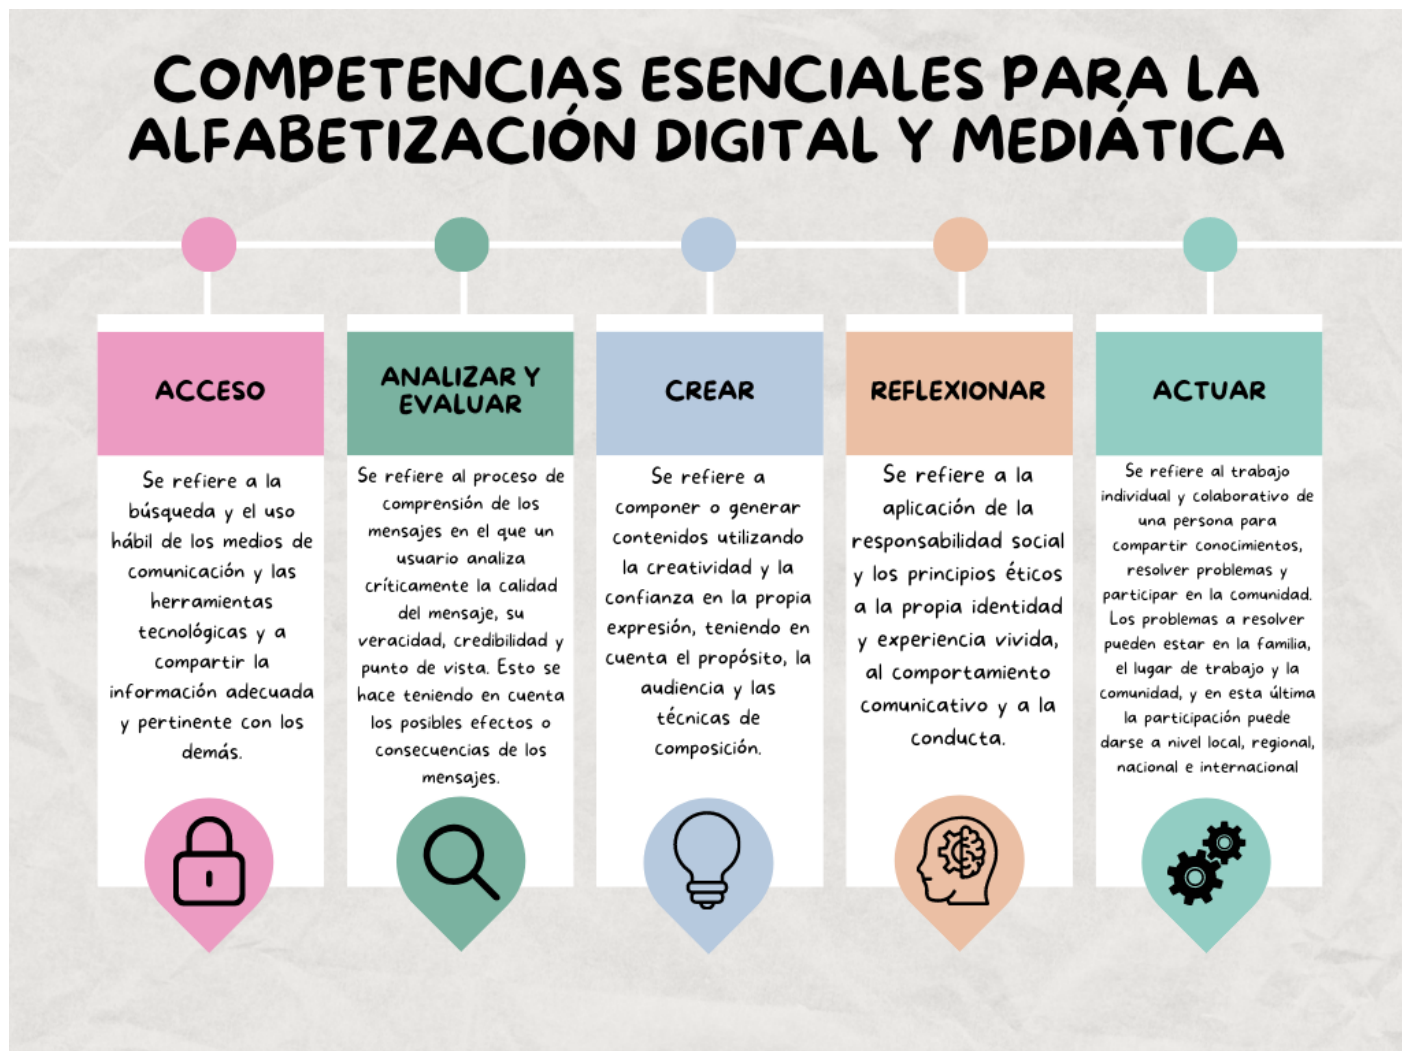 COMPETENCIAS ESENCIALES PARA LA
ALFABETIZACIÓN DIGITAL Y MEDIÁTICA
ACCESO
Se refiere a la
búsqueda y el uso
hábil de los medios de
comunicación y las
herramientas
tecnológicas y a
compartir la
información adecuada
y pertinente con los
demás.
ANALIZAR Y
EVALUAR
Se refiere al proceso de
comprensión de los
mensajes en el que un
usuario analiza
críticamente la calidad
del mensaje, su
veracidad, credibilidad y
punto de vista. Esto se
hace teniendo en cuenta
los posibles efectos o
consecuencias de los
mensajes.
CREAR
Se refiere a
componer o generar
contenidos utilizando
la creatividad y la
confianza en la propia
expresión, teniendo en
cuenta el propósito, la
audiencia y las
técnicas de
composición.
REFLEXIONAR
Se refiere a la
aplicación de la
responsabilidad social
y los principios éticos
a la propia identidad
y experiencia vivida,
al comportamiento
comunicativo y a la
conducta.
ACTUAR
Se refiere al trabajo
individual y colaborativo de
una persona para
compartir conocimientos,
resolver problemas y
participar en la comunidad.
Los problemas a resolver
pueden estar en la familia,
el lugar de trabajo y la
comunidad, y en esta última
la participación puede
darse a nivel local, regional,
nacional e internacional